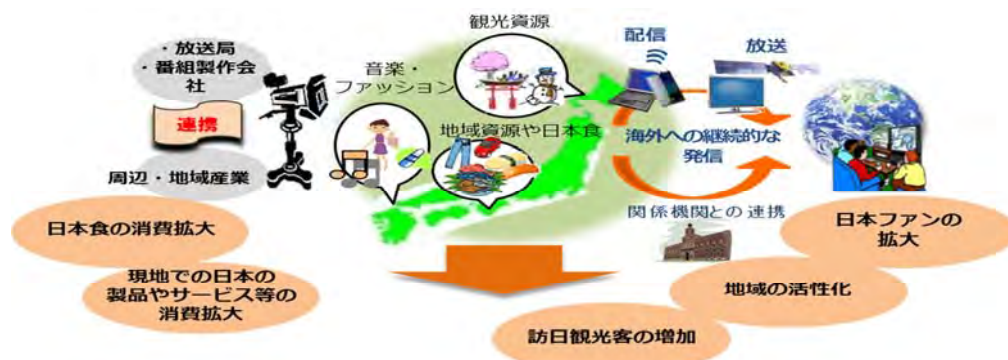 ・放送局
・番組製作会
社
連携
周辺・地域産業
観光資源
音楽・
ファッション
地域資源や日本食
配信
放送
海外への継続的な
発信
関係機関との連携
日本食の消費拡大
現地での日本の
製品やサービス等の
消費拡大
訪日観光客の増加
地域の活性化
日本ファンの
拡大